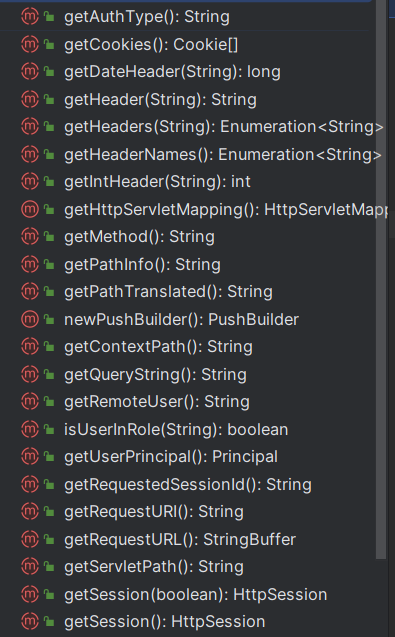 getAuthType(): String
getCookies(): Cookie[]
getDateHeader(String): long
getHeader(String): String
getHeaders(String): Enumeration<String>
getHeaderNames(): Enumeration<String>
getIntHeader(String): int
getHttpServletMapping(): HttpServletMapp
getMethod(): String
getPathInfo(): String
getPathTranslated(): String
newPushBuilder(): PushBuilder
getContextPath(): String
getQueryString(): String
getRemoteUser(): String
isUserInRole(String): boolean
getUserPrincipal(): Principal
getRequestedSessionId(): String
getRequestURI(): String
getRequestURL(): StringBuffer
getServletPath(): String
getSession(boolean): HttpSession
getSession(): HttpSession